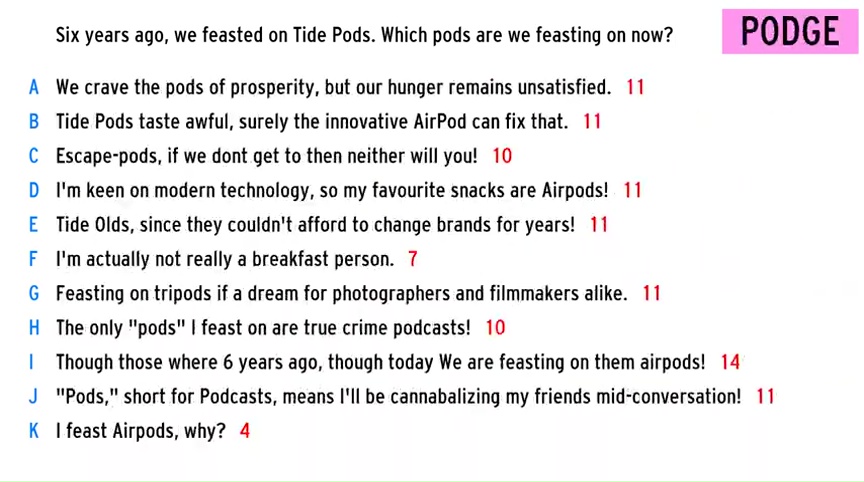 Six years ago, we feasted on Tide Pods. Which pods are we feasting on now?
PODGE
A We crave the pods of prosperity, but our hunger remains unsatisfied. 11
B Tide Pods taste awful, surely the innovative AirPod can fix that. 11
C Escape-pods, if we dont get to then neither will you! 10
D I'm keen on modern technology, so my favourite snacks are Airpods! 11
E Tide Olds, since they couldn't afford to change brands for years! 11
F I'm actually not really a breakfast person. 7
G Feasting on tripods if a dream for photographers and filmmakers alike. 11
H The only "pods" I feast on are true crime podcasts! 10
I Though those where 6 years ago, though today We are feasting on them airpods! 14
J "Pods," short for Podcasts, means I'll be cannabalizing my friends mid-conversation! 11
K I feast Airpods, why? 4